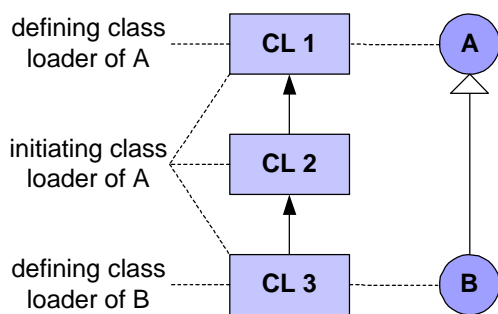 defining class
loader of A
CL 1
A
initiating class
loader of A
CL 2
defining class
loader of B
CL 3
B